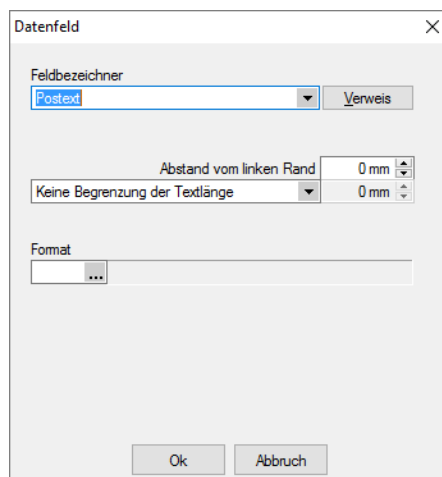 Datenfeld
Feldbezeichner
Postext
Verweis
Abstand vom linken Rand 0 mm
Keine Begrenzung der Textlänge 0 mm
Format
...
Ok Abbruch